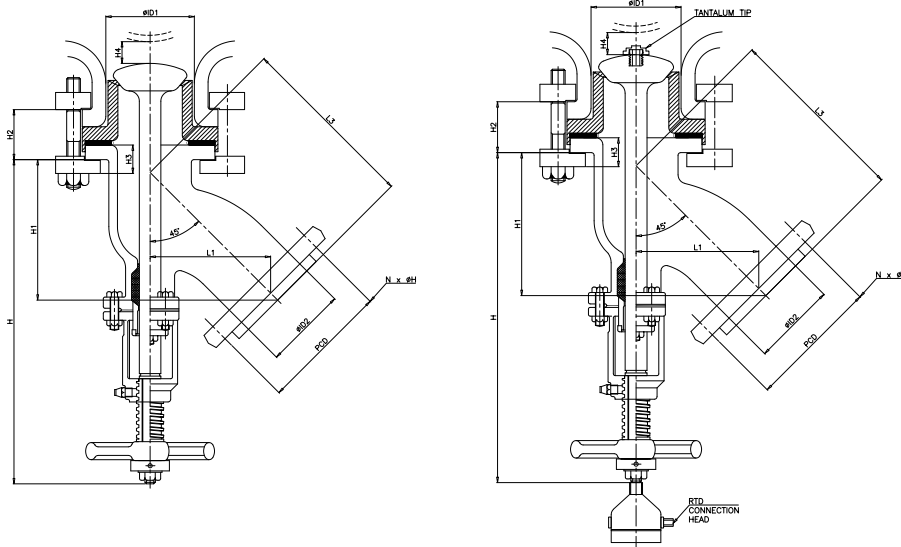 øID1
H4
H2
H3
H1
H
L3
45°
L1
N x øH
øID2
PCD
øID1
TANTALUM TIP
H4
H2
H3
H1
H
L3
45°
L1
N x ø
øID2
PCD
RTD
CONNECTION
HEAD